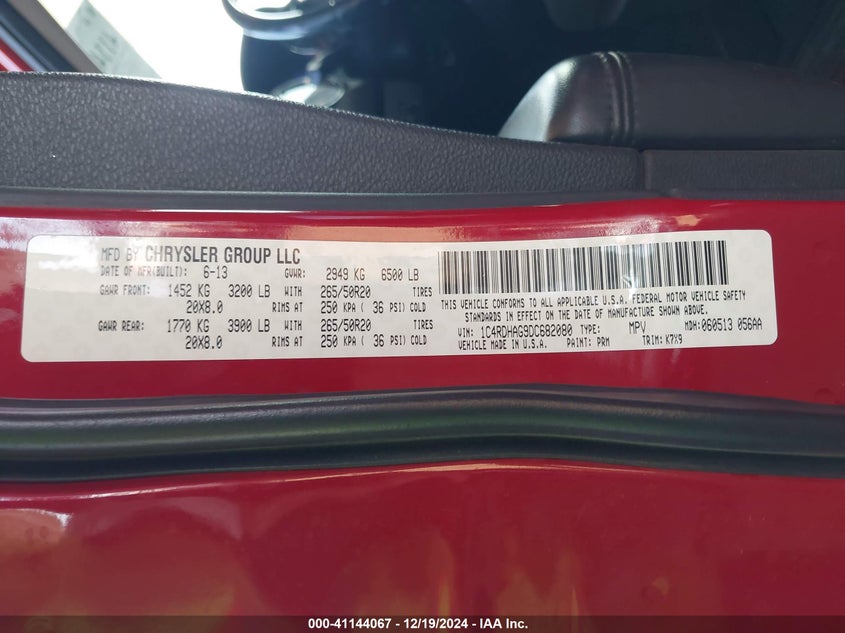 MFD BY CHRYSLER GROUP LLC
DATE OF MFR(BUILT): 6-13 GVWR: 2949 KG 6500 LB
GAWR FRONT: 1452 KG 3200 LB WITH 265/50R20 TIRES
20X8.0 RIMS AT 250 KPA ( 36 PSI) COLD
GAWR REAR: 1770 KG 3900 LB WITH 265/50R20 TIRES
20X8.0 RIMS AT 250 KPA ( 36 PSI) COLD
THIS VEHICLE CONFORMS TO ALL APPLICABLE U.S.A. FEDERAL MOTOR VEHICLE SAFETY
STANDARDS IN EFFECT ON THE DATE OF MANUFACTURE SHOWN ABOVE.
VIN: 1C4RDHAG9DC682080 TYPE: MPV MDH: 060513 056AA
VEHICLE MADE IN U.S.A. PAINT: PRM TRIM: K7X9
000-41144067 - 12/19/2024 - IAA Inc.